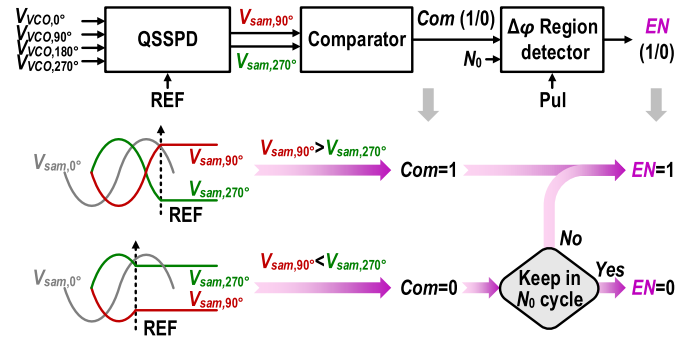 V_VCO,0°
V_VCO,90°
V_VCO,180°
V_VCO,270°
QSSPD
REF
V_sam,90°
V_sam,270°
Comparator
Com (1/0)
N_0
Δφ Region
detector
Pul
EN
(1/0)
V_sam,0°
V_sam,90°
V_sam,270°
REF
V_sam,90°>V_sam,270°
Com=1
EN=1
V_sam,0°
V_sam,270°
V_sam,90°
REF
V_sam,90°<V_sam,270°
Com=0
Keep in
N_0 cycle
No
Yes
EN=0